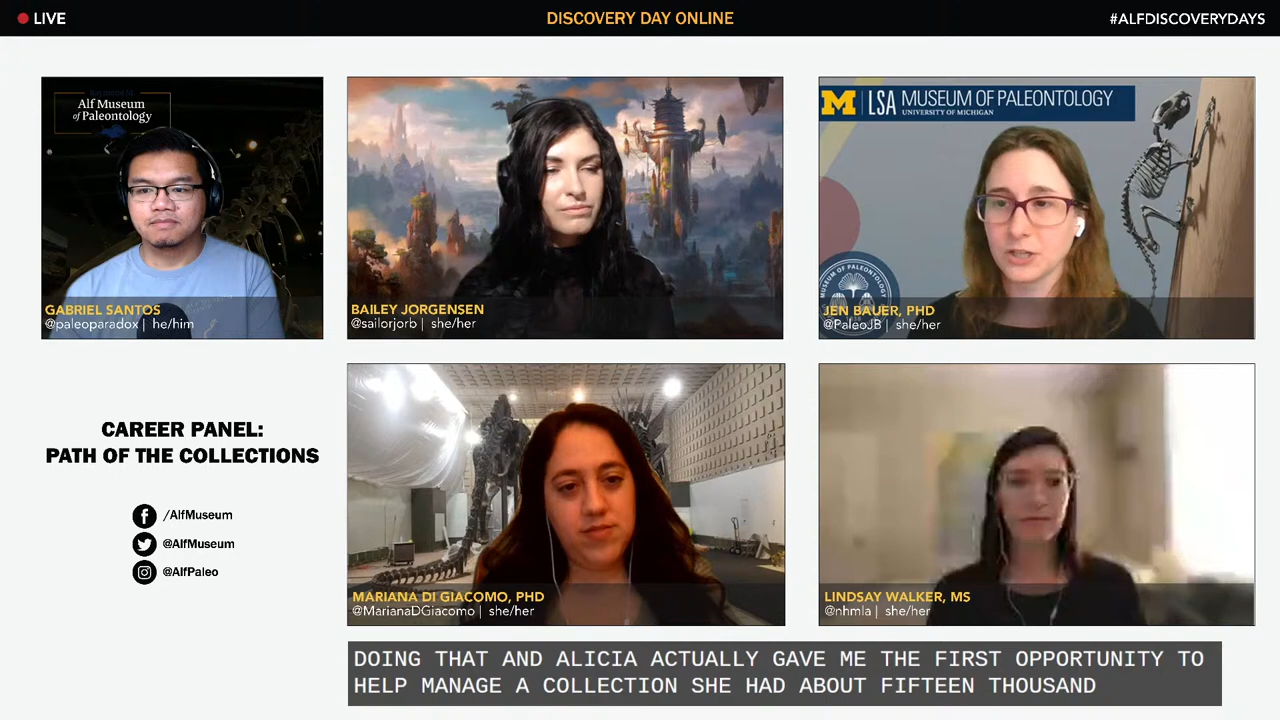 LIVE
DISCOVERY DAY ONLINE
#ALFDISCOVERYDAYS
Alf Museum
of Paleontology
GABRIEL SANTOS
@paleoparadox | he/him
BAILEY JORGENSEN
@sailorjorb | she/her
M LSA MUSEUM OF PALEONTOLOGY
UNIVERSITY OF MICHIGAN
MUSEUM OF PALEONTOLOGY
JEN BAUER, PHD
@PaleoJB | she/her
CAREER PANEL:
PATH OF THE COLLECTIONS
/AlfMuseum
@AlfMuseum
@AlfPaleo
MARIANA DI GIACOMO, PHD
@MarianaDGiacomo | she/her
LINDSAY WALKER, MS
@nhmla | she/her
DOING THAT AND ALICIA ACTUALLY GAVE ME THE FIRST OPPORTUNITY TO
HELP MANAGE A COLLECTION SHE HAD ABOUT FIFTEEN THOUSAND